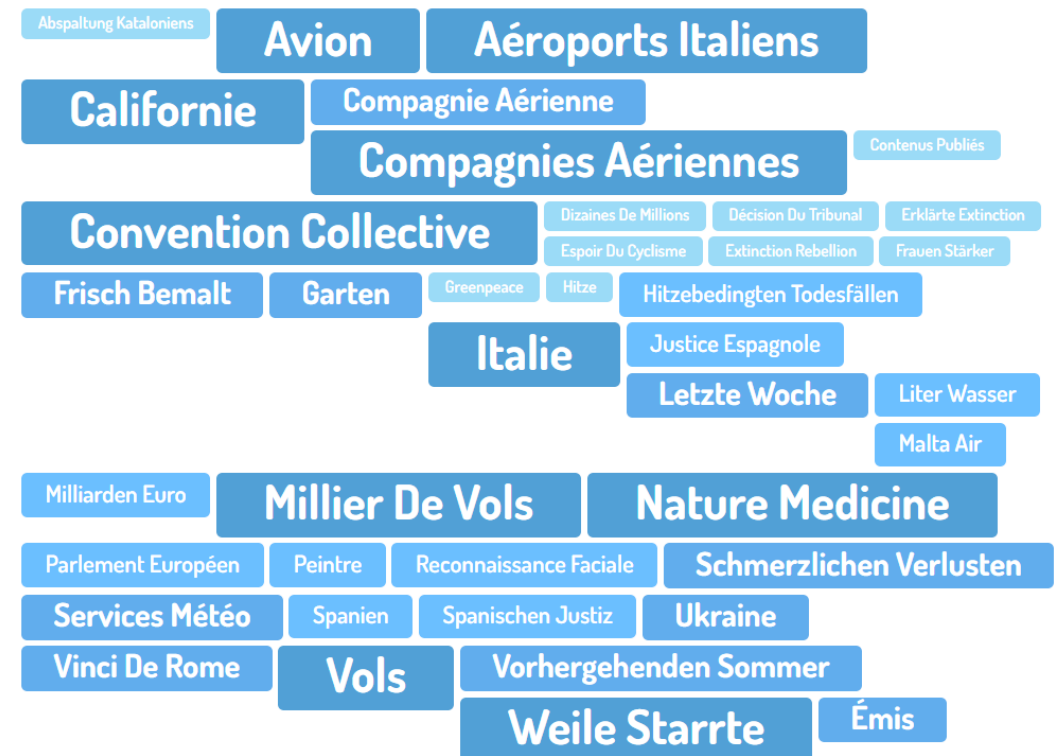 Abspaltung Kataloniens Avion Aéroports Italiens
Californie Compagnie Aérienne
Compagnies Aériennes Contenus Publiés
Convention Collective Dizaines De Millions Décision Du Tribunal Erklärte Extinction
Espoir Du Cyclisme Extinction Rebellion Frauen Stärker
Frisch Bemalt Garten Greenpeace Hitze Hitzebedingten Todesfällen
Italie Justice Espagnole
Letzte Woche Liter Wasser
Malta Air
Milliarden Euro Millier De Vols Nature Medicine
Parlement Européen Peintre Reconnaissance Faciale Schmerzlichen Verlusten
Services Météo Spanien Spanischen Justiz Ukraine
Vinci De Rome Vols Vorhergehenden Sommer
Weile Starrte Émis